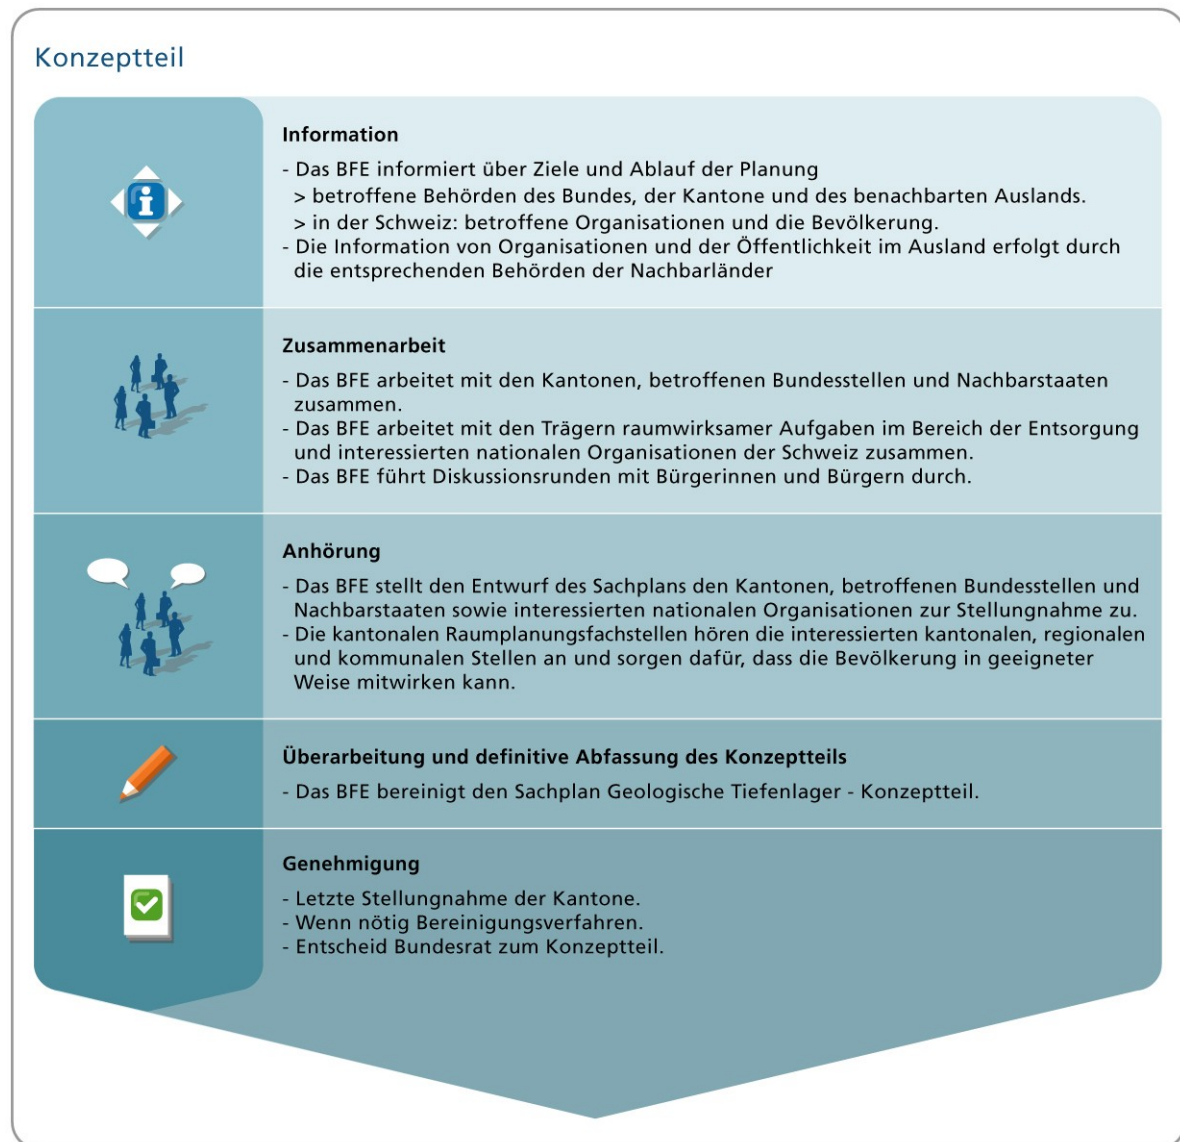 Konzeptteil
Information
- Das BFE informiert über Ziele und Ablauf der Planung
> betroffene Behörden des Bundes, der Kantone und des benachbarten Auslands.
> in der Schweiz: betroffene Organisationen und die Bevölkerung.
- Die Information von Organisationen und der Öffentlichkeit im Ausland erfolgt durch
die entsprechenden Behörden der Nachbarländer
Zusammenarbeit
- Das BFE arbeitet mit den Kantonen, betroffenen Bundesstellen und Nachbarstaaten
zusammen.
- Das BFE arbeitet mit den Trägern raumwirksamer Aufgaben im Bereich der Entsorgung
und interessierten nationalen Organisationen der Schweiz zusammen.
- Das BFE führt Diskussionsrunden mit Bürgerinnen und Bürgern durch.
Anhörung
- Das BFE stellt den Entwurf des Sachplans den Kantonen, betroffenen Bundesstellen und
Nachbarstaaten sowie interessierten nationalen Organisationen zur Stellungnahme zu.
- Die kantonalen Raumplanungsfachstellen hören die interessierten kantonalen, regionalen
und kommunalen Stellen an und sorgen dafür, dass die Bevölkerung in geeigneter
Weise mitwirken kann.
Überarbeitung und definitive Abfassung des Konzeptteils
- Das BFE bereinigt den Sachplan Geologische Tiefenlager - Konzeptteil.
Genehmigung
- Letzte Stellungnahme der Kantone.
- Wenn nötig Bereinigungsverfahren.
- Entscheid Bundesrat zum Konzeptteil.